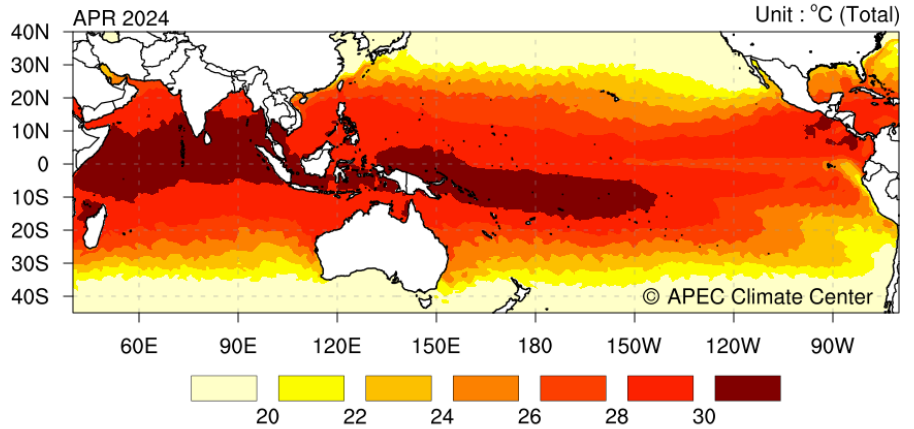 APR 2024
Unit : °C (Total)
40N
30N
20N
10N
0
10S
20S
30S
40S
© APEC Climate Center
60E 90E 120E 150E 180 150W 120W 90W
20 22 24 26 28 30